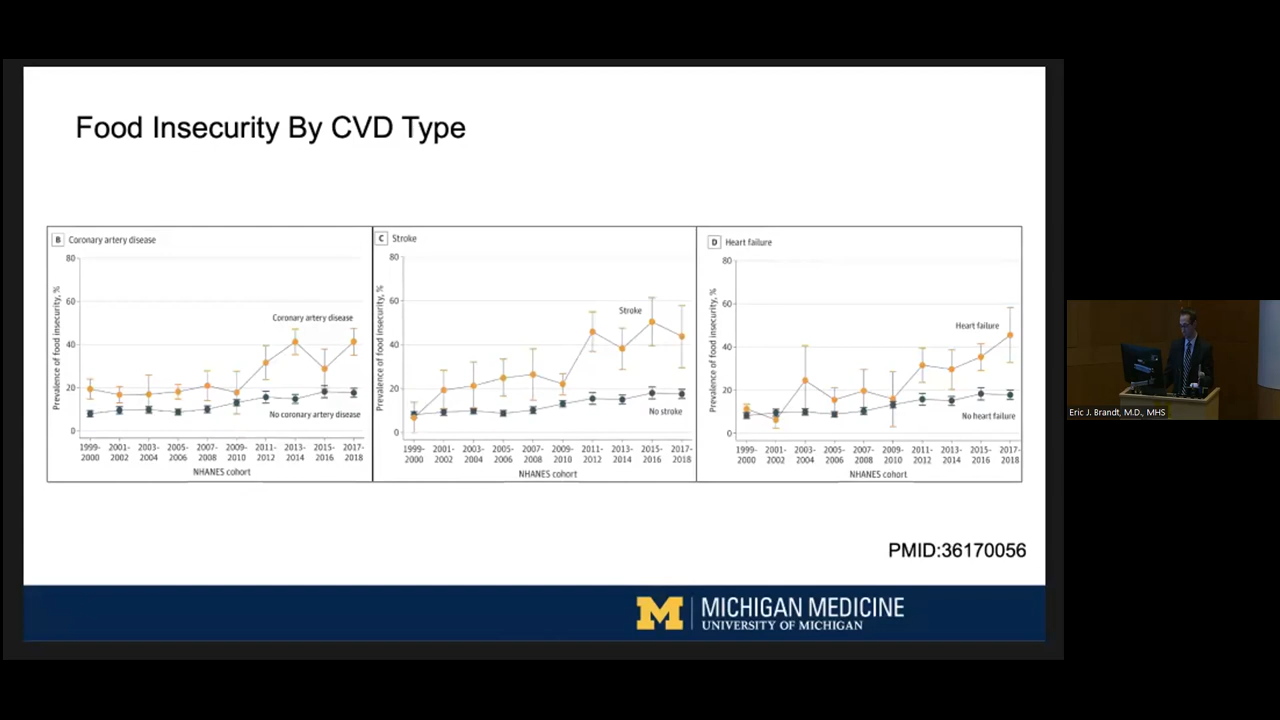 Food Insecurity By CVD Type
B Coronary artery disease
80
60
40
20
0
Prevalence of food insecurity, %
Coronary artery disease
No coronary artery disease
1999-2000
2001-2002
2003-2004
2005-2006
2007-2008
2009-2010
2011-2012
2013-2014
2015-2016
2017-2018
NHANES cohort
C Stroke
80
60
40
20
0
Prevalence of food insecurity, %
Stroke
No stroke
1999-2000
2001-2002
2003-2004
2005-2006
2007-2008
2009-2010
2011-2012
2013-2014
2015-2016
2017-2018
NHANES cohort
D Heart failure
80
60
40
20
0
Prevalence of food insecurity, %
Heart failure
No heart failure
1999-2000
2001-2002
2003-2004
2005-2006
2007-2008
2009-2010
2011-2012
2013-2014
2015-2016
2017-2018
NHANES cohort
PMID:36170056
M MICHIGAN MEDICINE
UNIVERSITY OF MICHIGAN
Eric J. Brandt, M.D., MHS